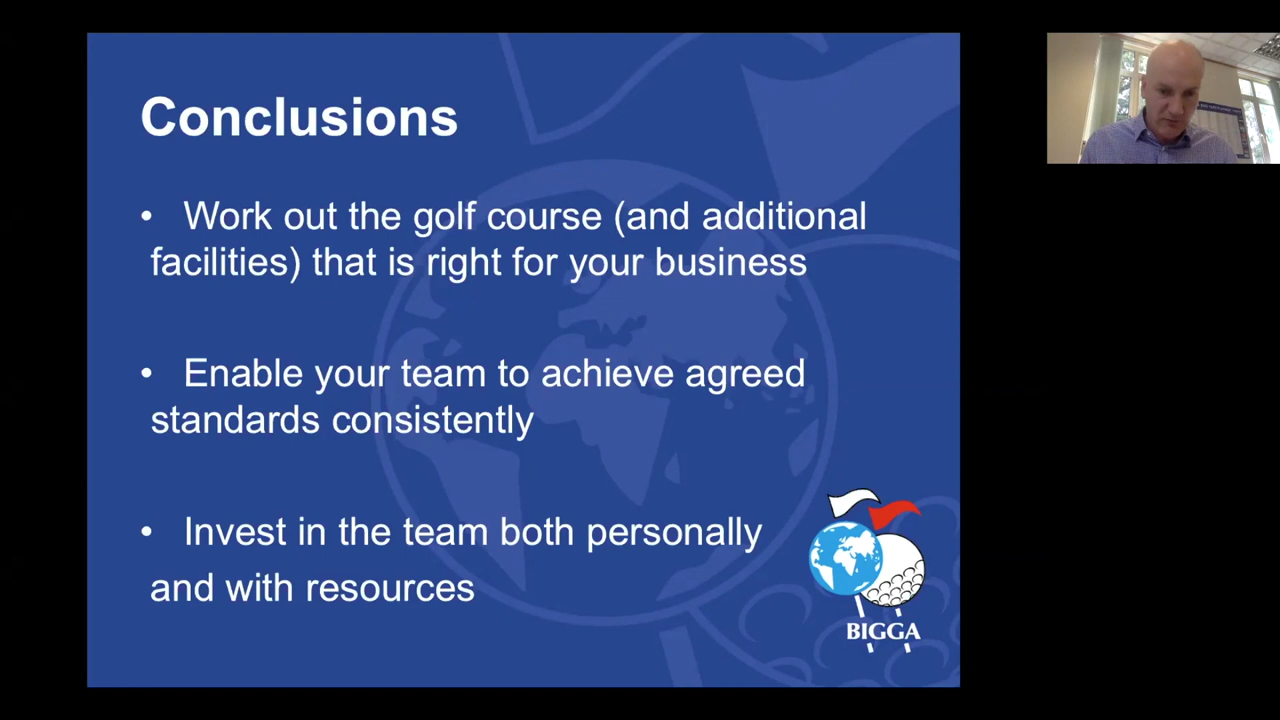 Conclusions
• Work out the golf course (and additional
facilities) that is right for your business
• Enable your team to achieve agreed
standards consistently
• Invest in the team both personally
and with resources
BIGGA